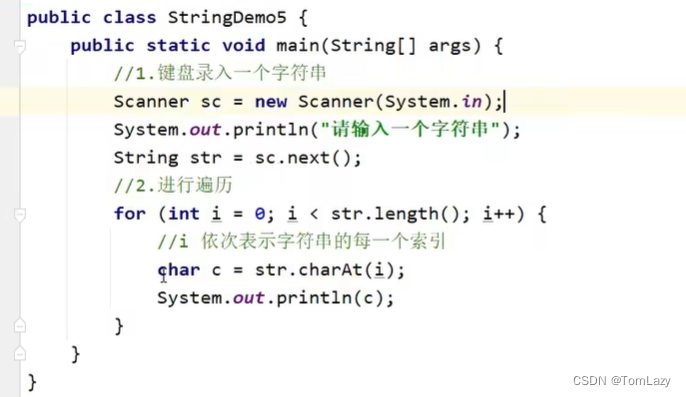 public class StringDemo5 {
public static void main(String[] args) {
//1.键盘录入一个字符串
Scanner sc = new Scanner(System.in);
System.out.println("请输入一个字符串");
String str = sc.next();
//2.进行遍历
for (int i = 0; i < str.length(); i++) {
//i 依次表示字符串的每一个索引
char c = str.charAt(i);
System.out.println(c);
}
}
}
CSDN @TomLazy